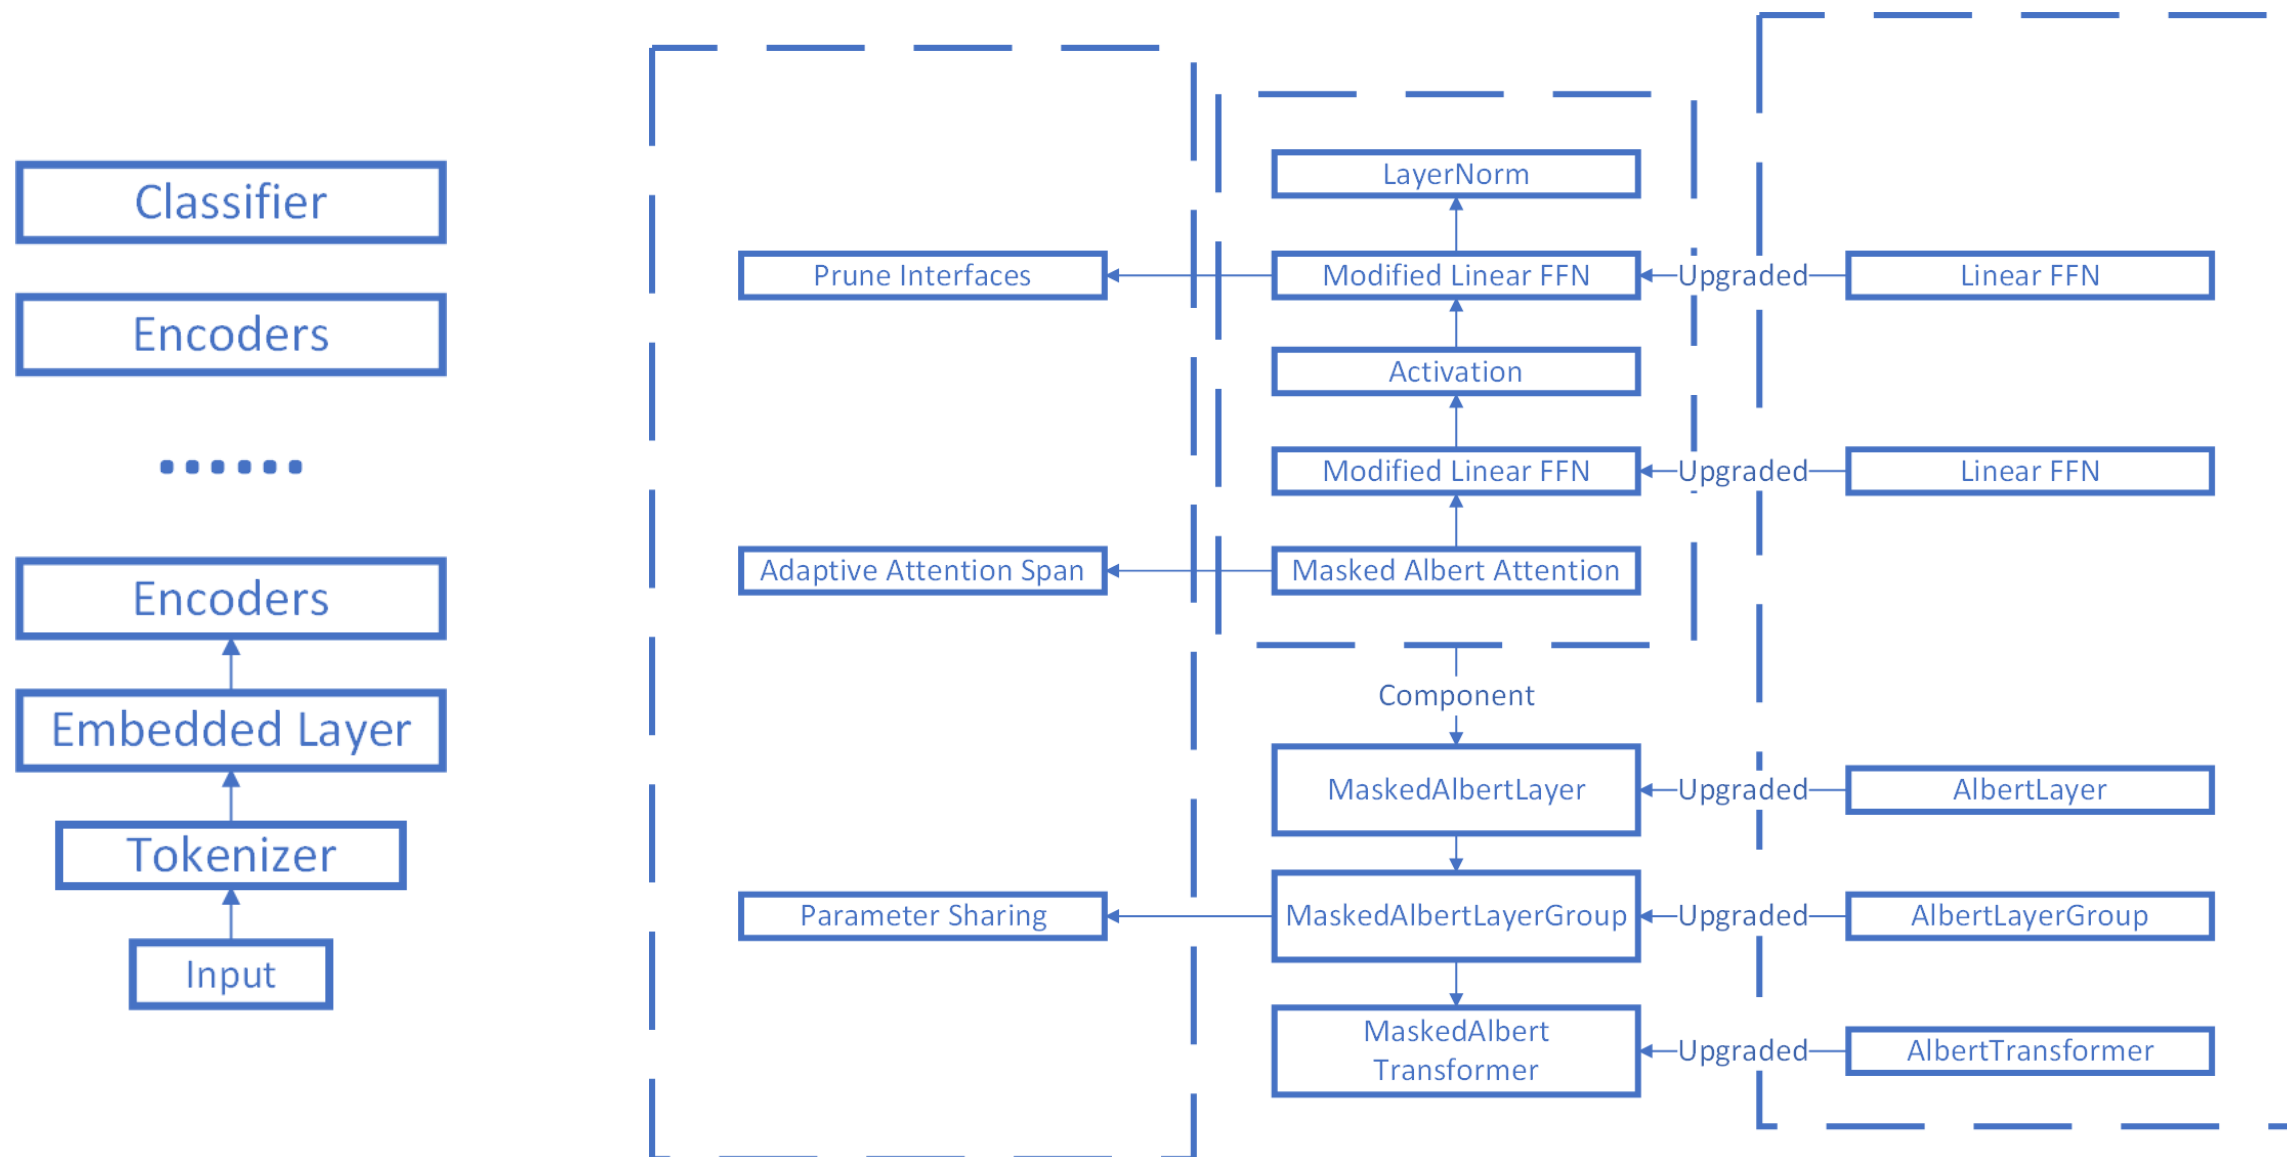 Classifier
Encoders
......
Encoders
Embedded Layer
Tokenizer
Input
Prune Interfaces
Adaptive Attention Span
Parameter Sharing
LayerNorm
Modified Linear FFN
Activation
Modified Linear FFN
Masked Albert Attention
Component
MaskedAlbertLayer
MaskedAlbertLayerGroup
MaskedAlbert
Transformer
Upgraded
Upgraded
Upgraded
Upgraded
Upgraded
Linear FFN
Linear FFN
AlbertLayer
AlbertLayerGroup
AlbertTransformer